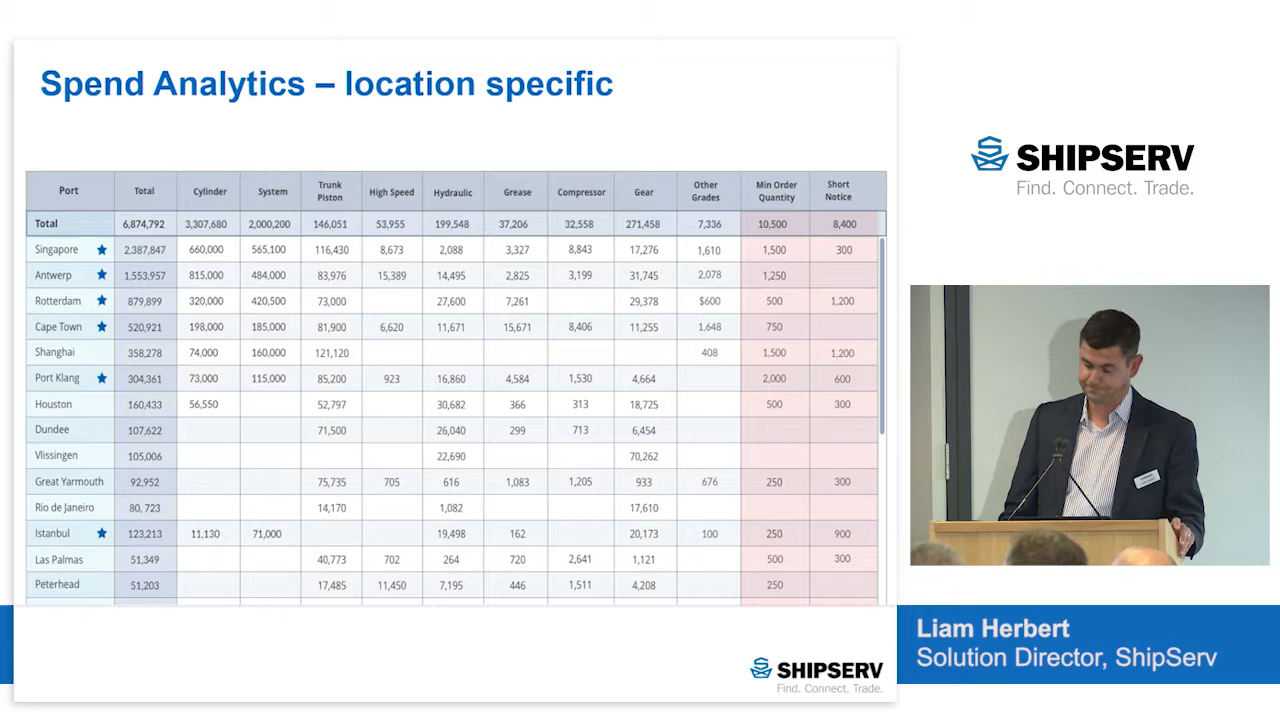 Spend Analytics – location specific
Port Total Cylinder System Trunk Piston High Speed Hydraulic Grease Compressor Gear Other Grades Min Order Quantity Short Notice
Total 6,874,792 3,307,680 2,000,200 146,051 53,955 199,548 37,206 32,558 271,458 7,336 10,500 8,400
Singapore 2,387,847 660,000 565,100 116,430 8,673 2,088 3,327 8,843 17,276 1,610 1,500 300
Antwerp 1,553,957 815,000 484,000 83,976 15,389 14,495 2,825 3,199 31,745 2,078 1,250
Rotterdam 879,899 320,000 420,500 73,000 27,600 7,261 29,378 $600 500 1,200
Cape Town 520,921 198,000 185,000 81,900 6,620 11,671 15,671 8,406 11,255 1,648 750
Shanghai 358,278 74,000 160,000 121,120 408 1,500 1,200
Port Klang 304,361 73,000 115,000 85,200 923 16,860 4,584 1,530 4,664 2,000 600
Houston 160,433 56,550 52,797 30,682 366 313 18,725 500 300
Dundee 107,622 71,500 26,040 299 713 6,454
Vlissingen 105,006 22,690 70,262
Great Yarmouth 92,952 75,735 705 616 1,083 1,205 933 676 250 300
Rio de Janeiro 80, 723 14,170 1,082 17,610
Istanbul 123,213 11,130 71,000 19,498 162 20,173 100 250 900
Las Palmas 51,349 40,773 702 264 720 2,641 1,121 500 300
Peterhead 51,203 17,485 11,450 7,195 446 1,511 4,208 250
SHIPSERV
Find. Connect. Trade.
SHIPSERV
Find. Connect. Trade.
Liam Herbert
Solution Director, ShipServ